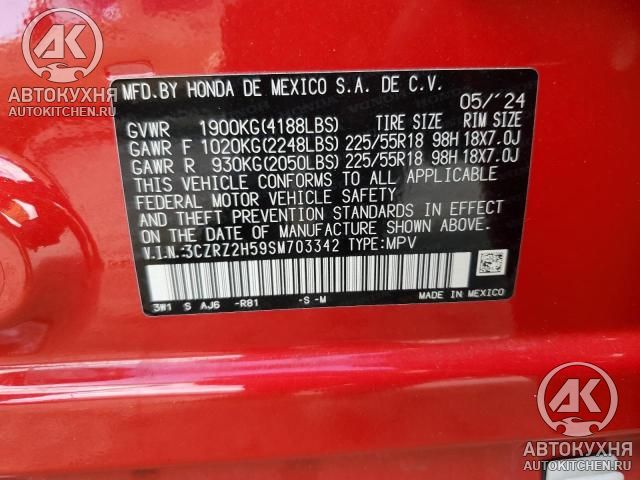 AK
АВТОКУХНЯ
AUTOKITCHEN.RU
MFD.BY HONDA DE MEXICO S.A. DE C.V.
05/'24
GVWR 1900KG(4188LBS) TIRE SIZE RIM SIZE
GAWR F 1020KG(2248LBS) 225/55R18 98H 18X7.0J
GAWR R 930KG(2050LBS) 225/55R18 98H 18X7.0J
THIS VEHICLE CONFORMS TO ALL APPLICABLE
FEDERAL MOTOR VEHICLE SAFETY
AND THEFT PREVENTION STANDARDS IN EFFECT
ON THE DATE OF MANUFACTURE SHOWN ABOVE.
V.I.N.:3CZRZ2H59SM703342 TYPE:MPV
3W1 S AJ6 -R81 -S -M MADE IN MEXICO
AK
АВТОКУХНЯ
AUTOKITCHEN.RU